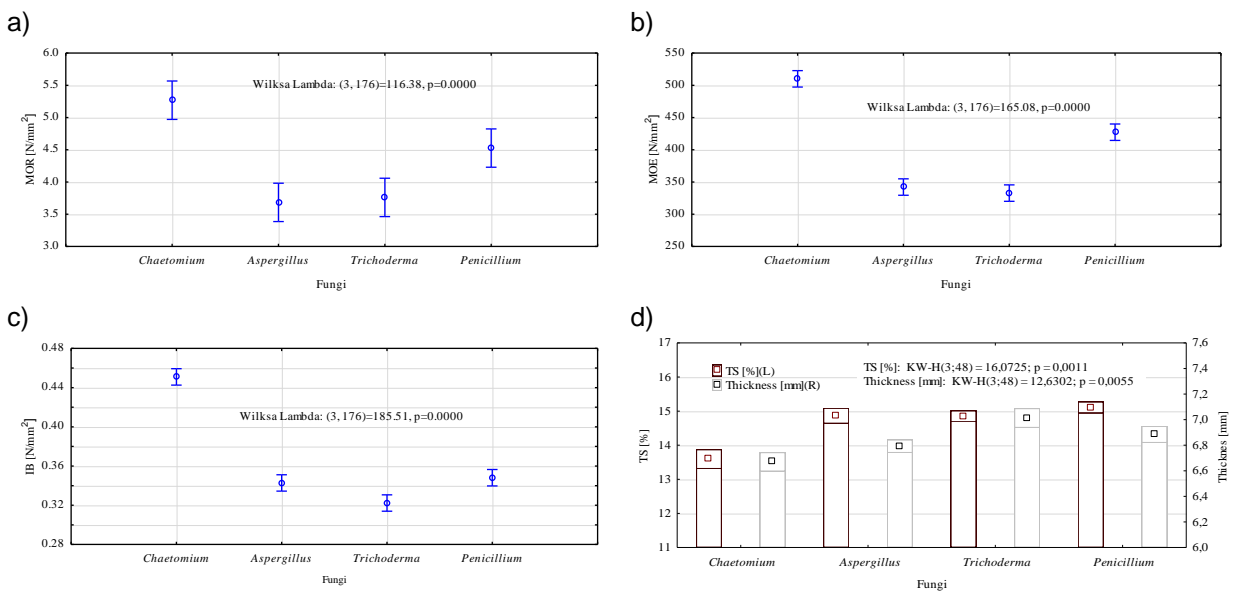 a)
MOR [N/mm²]
6.0
5.5
5.0
4.5
4.0
3.5
3.0
Wilksa Lambda: (3, 176)=116.38, p=0.0000
Chaetomium Aspergillus Trichoderma Penicillium
Fungi
b)
MOE [N/mm²]
550
500
450
400
350
300
250
Wilksa Lambda: (3, 176)=165.08, p=0.0000
Chaetomium Aspergillus Trichoderma Penicillium
Fungi
c)
IB [N/mm²]
0.48
0.44
0.40
0.36
0.32
0.28
Wilksa Lambda: (3, 176)=185.51, p=0.0000
Chaetomium Aspergillus Trichoderma Penicillium
Fungi
d)
TS [%]
17
16
15
14
13
12
11
TS [%](L)
Thickness [mm](R)
TS [%]: KW-H(3;48) = 16,0725; p = 0,0011
Thickness [mm]: KW-H(3;48) = 12,6302; p = 0,0055
7,6
7,4
7,2
7,0
6,8
6,6
6,4
6,2
6,0
Thicknes [mm]
Chaetomium Aspergillus Trichoderma Penicillium
Fungi